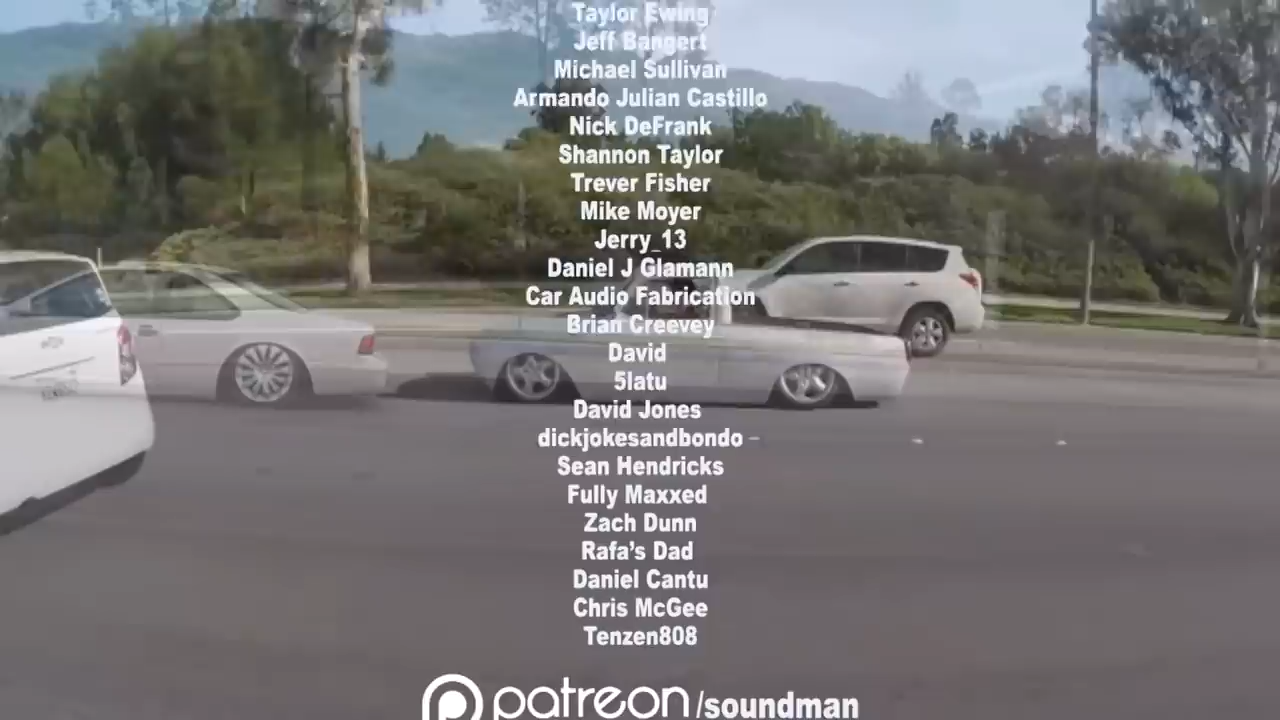 Taylor Ewing
Jeff Bangert
Michael Sullivan
Armando Julian Castillo
Nick DeFrank
Shannon Taylor
Trever Fisher
Mike Moyer
Jerry_13
Daniel J Glamann
Car Audio Fabrication
Brian Creevey
David
5latu
David Jones
dickjokesandbondo
Sean Hendricks
Fully Maxxed
Zach Dunn
Rafa’s Dad
Daniel Cantu
Chris McGee
Tenzen808
patreon/soundman